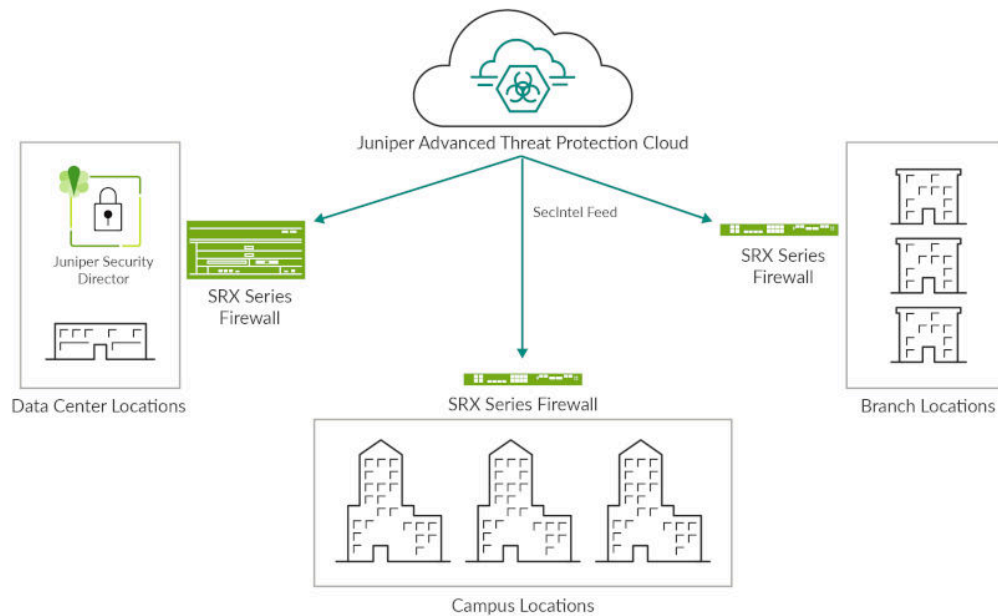 Juniper Advanced Threat Protection Cloud
SecIntel Feed
Juniper Security
Director
SRX Series
Firewall
SRX Series
Firewall
Data Center Locations
SRX Series Firewall
Branch Locations
Campus Locations